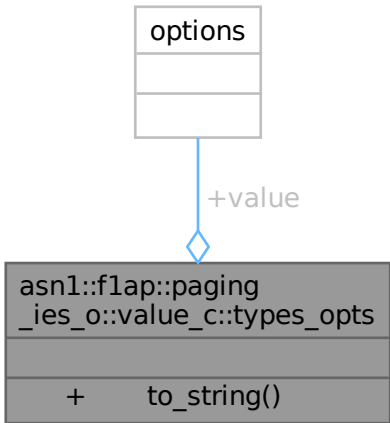 options
+value
asn1::f1ap::paging
_ies_o::value_c::types_opts
+ to_string()